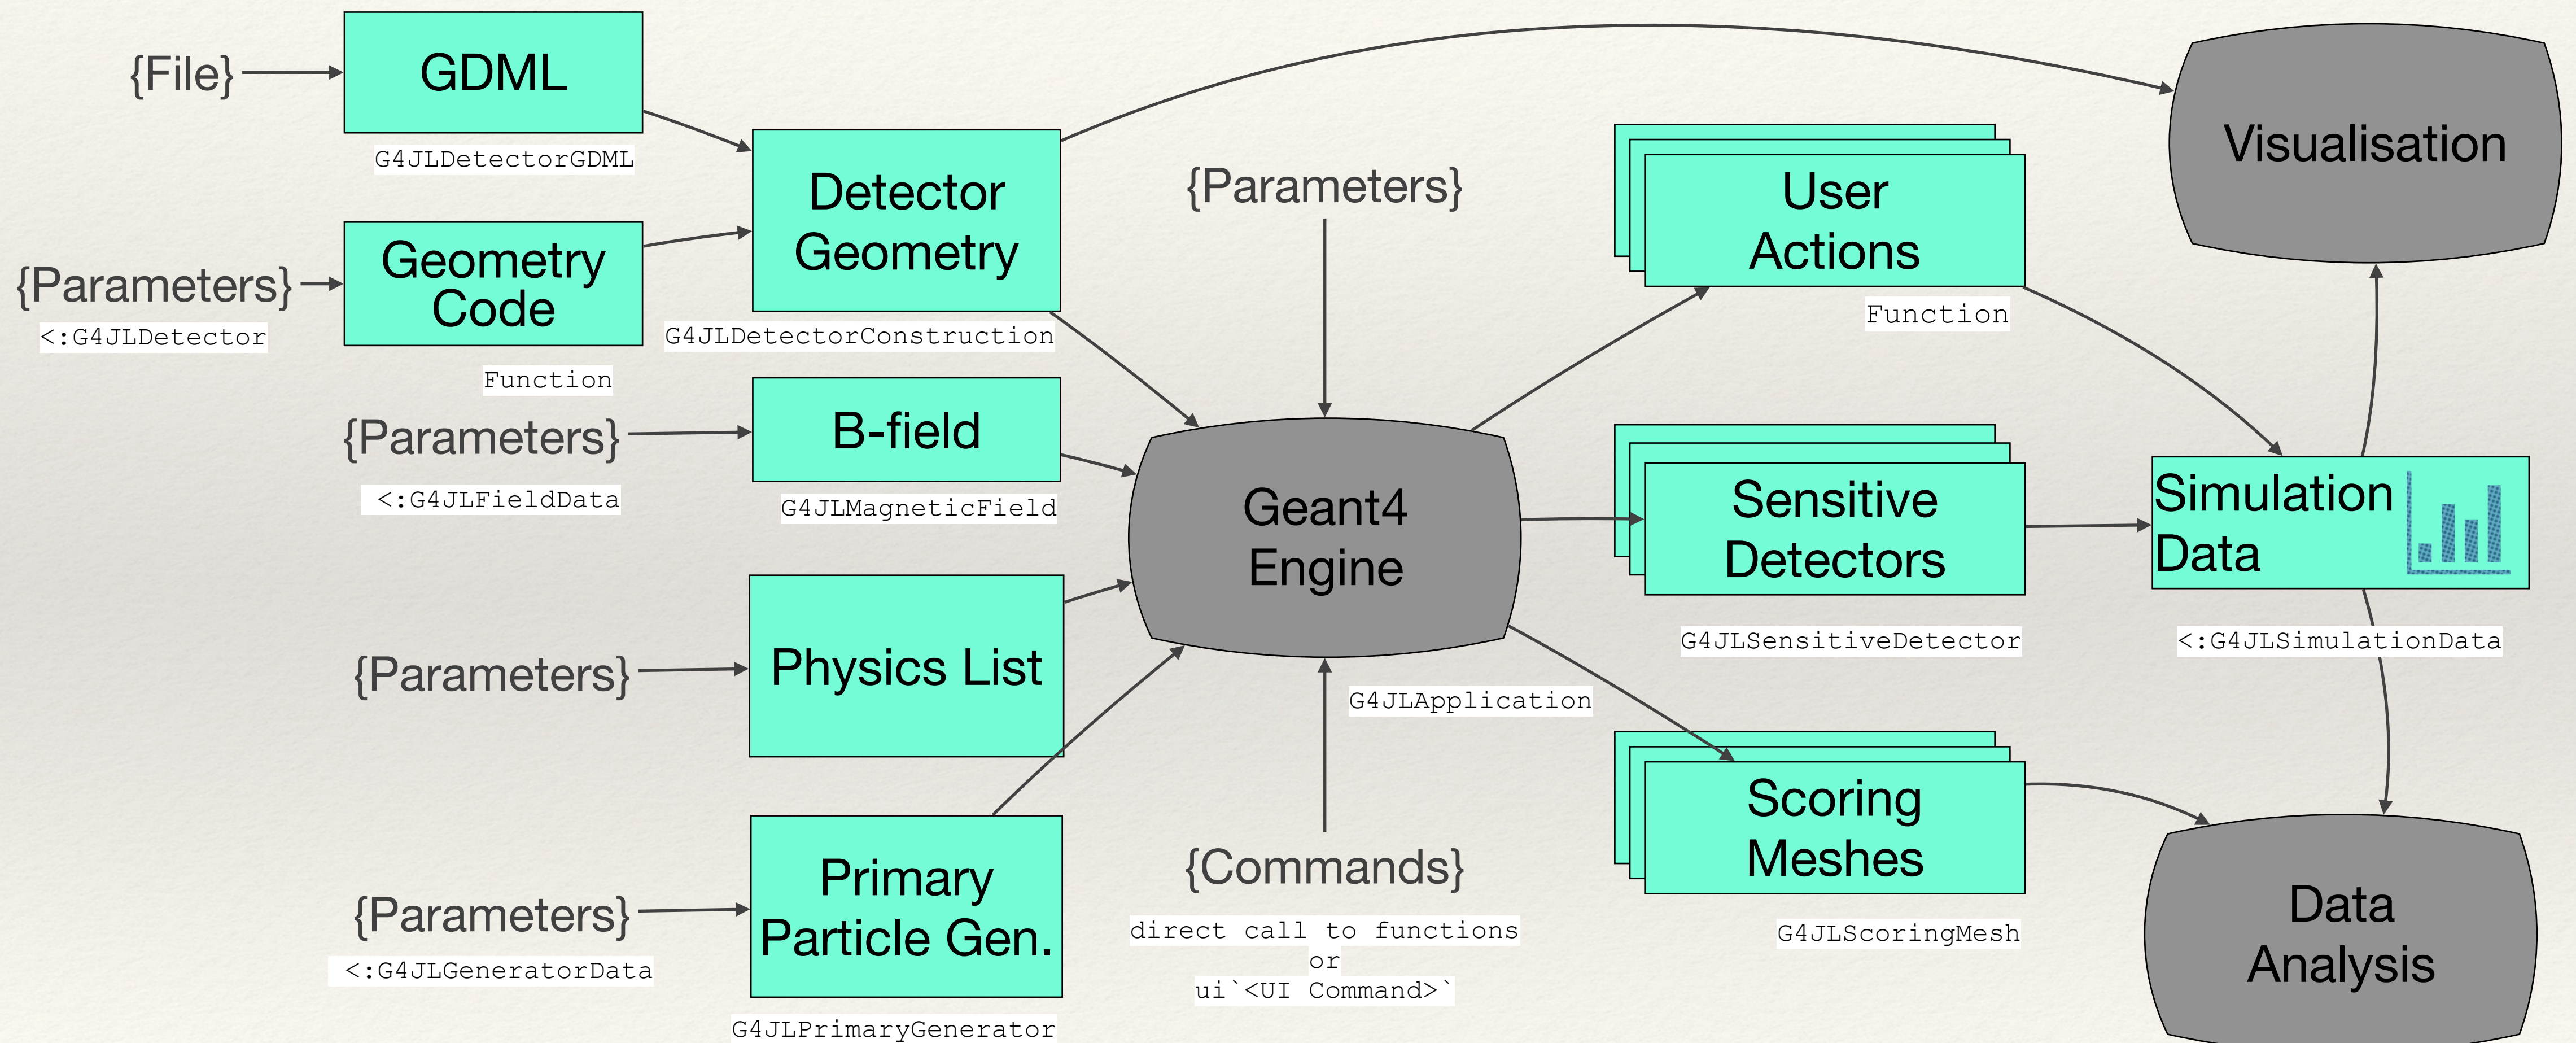 {File}
GDML
G4JLDetectorGDML
{Parameters}
<:G4JLDetector
Geometry
Code
Function
Detector
Geometry
G4JLDetectorConstruction
{Parameters}
<:G4JLFieldData
B-field
G4JLMagneticField
{Parameters}
Physics List
{Parameters}
<:G4JLGeneratorData
Primary
Particle Gen.
G4JLPrimaryGenerator
{Parameters}
Geant4
Engine
G4JLApplication
{Commands}
direct call to functions
or
ui`<UI Command>`
User
Actions
Function
Sensitive
Detectors
G4JLSensitiveDetector
Scoring
Meshes
G4JLScoringMesh
Visualisation
Simulation
Data
<:G4JLSimulationData
Data
Analysis